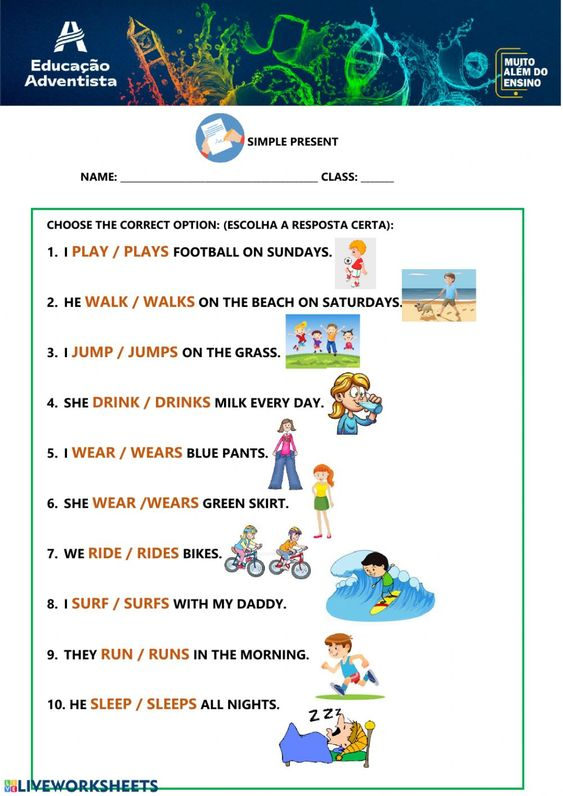 Educação
Adventista
MUITO
ALÉM DO
ENSINO
SIMPLE PRESENT
NAME: ________________________________ CLASS: ______
CHOOSE THE CORRECT OPTION: (ESCOLHA A RESPOSTA CERTA):
1. I PLAY / PLAYS FOOTBALL ON SUNDAYS.
2. HE WALK / WALKS ON THE BEACH ON SATURDAYS.
3. I JUMP / JUMPS ON THE GRASS.
4. SHE DRINK / DRINKS MILK EVERY DAY.
5. I WEAR / WEARS BLUE PANTS.
6. SHE WEAR /WEARS GREEN SKIRT.
7. WE RIDE / RIDES BIKES.
8. I SURF / SURFS WITH MY DADDY.
9. THEY RUN / RUNS IN THE MORNING.
10. HE SLEEP / SLEEPS ALL NIGHTS.
ZZZ
LIVEWORKSHEETS